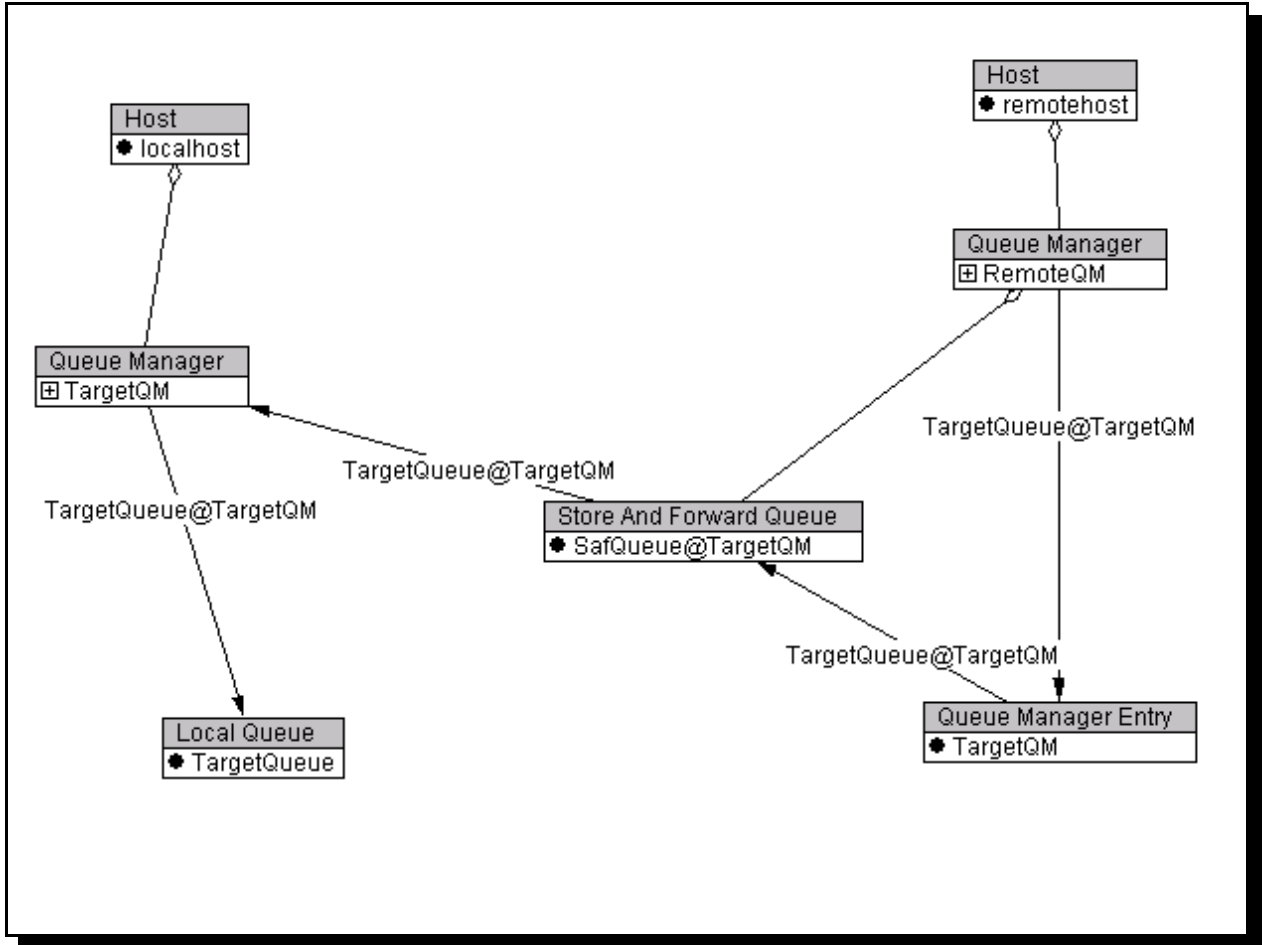 Host
remotehost
Host
localhost
Queue Manager
RemoteQM
Queue Manager
TargetQM
TargetQueue@TargetQM
TargetQueue@TargetQM
TargetQueue@TargetQM
Store And Forward Queue
SafQueue@TargetQM
TargetQueue@TargetQM
Queue Manager Entry
TargetQM
Local Queue
TargetQueue